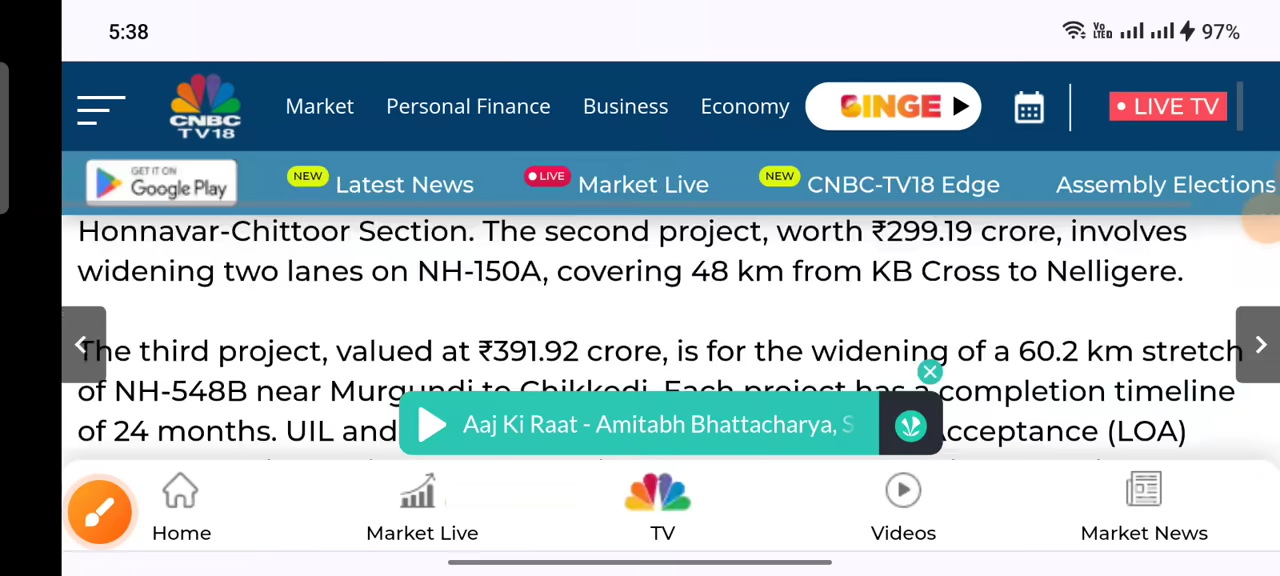 5:38
Vo LTED 97%
CNBC TV18 Market Personal Finance Business Economy BINGE LIVE TV
GET IT ON Google Play NEW Latest News LIVE Market Live NEW CNBC-TV18 Edge Assembly Elections
Honnavar-Chittoor Section. The second project, worth ₹299.19 crore, involves
widening two lanes on NH-150A, covering 48 km from KB Cross to Nelligere.
The third project, valued at ₹391.92 crore, is for the widening of a 60.2 km stretch
of NH-548B near Murgundi to Chikkodi. Each project has a completion timeline
of 24 months. UIL and Acceptance (LOA)
Aaj Ki Raat - Amitabh Bhattacharya, S
Home Market Live TV Videos Market News